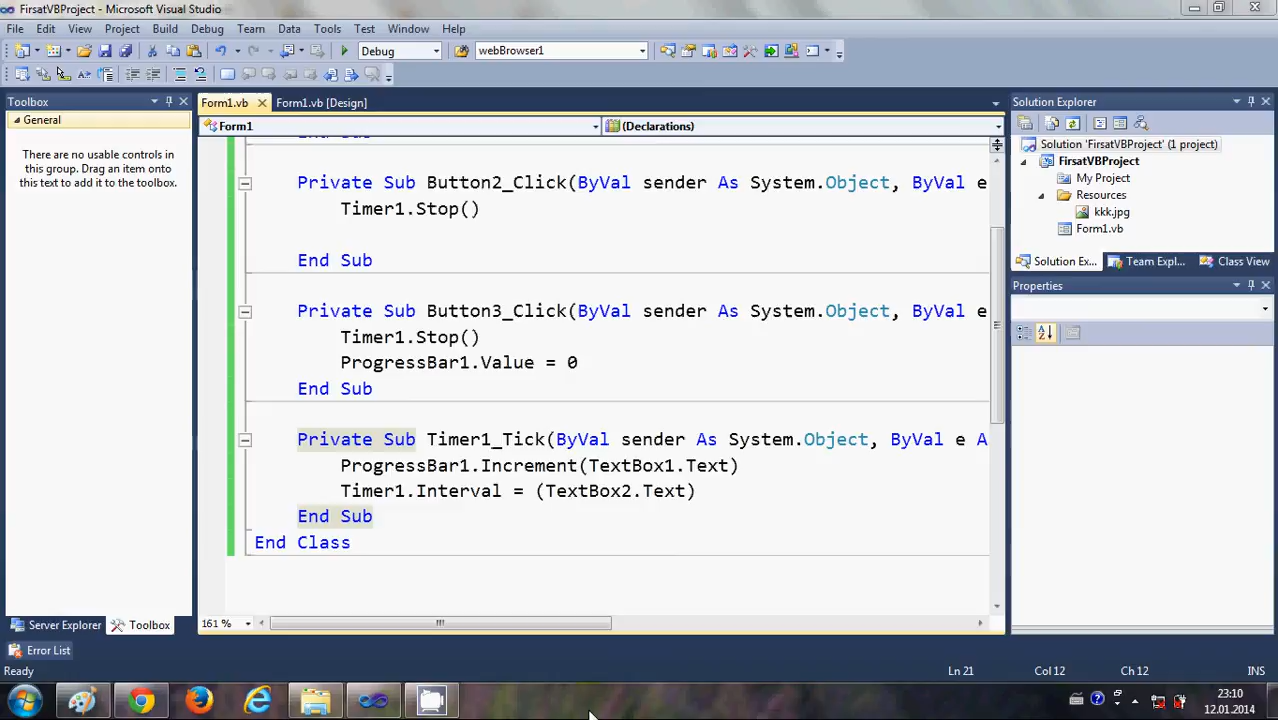 FirsatVBProject - Microsoft Visual Studio
File Edit View Project Build Debug Team Data Tools Test Window Help
Debug webBrowser1
Toolbox
General
There are no usable controls in
this group. Drag an item onto
this text to add it to the toolbox.
Server Explorer Toolbox
Form1.vb Form1.vb [Design]
Form1 (Declarations)
End Sub
Private Sub Button2_Click(ByVal sender As System.Object, ByVal e
Timer1.Stop()
End Sub
Private Sub Button3_Click(ByVal sender As System.Object, ByVal e
Timer1.Stop()
ProgressBar1.Value = 0
End Sub
Private Sub Timer1_Tick(ByVal sender As System.Object, ByVal e A
ProgressBar1.Increment(TextBox1.Text)
Timer1.Interval = (TextBox2.Text)
End Sub
End Class
161 %
Solution Explorer
Solution 'FirsatVBProject' (1 project)
FirsatVBProject
My Project
Resources
kkk.jpg
Form1.vb
Solution Ex... Team Expl... Class View
Properties
Error List
Ready Ln 21 Col 12 Ch 12 INS
23:10
12.01.2014